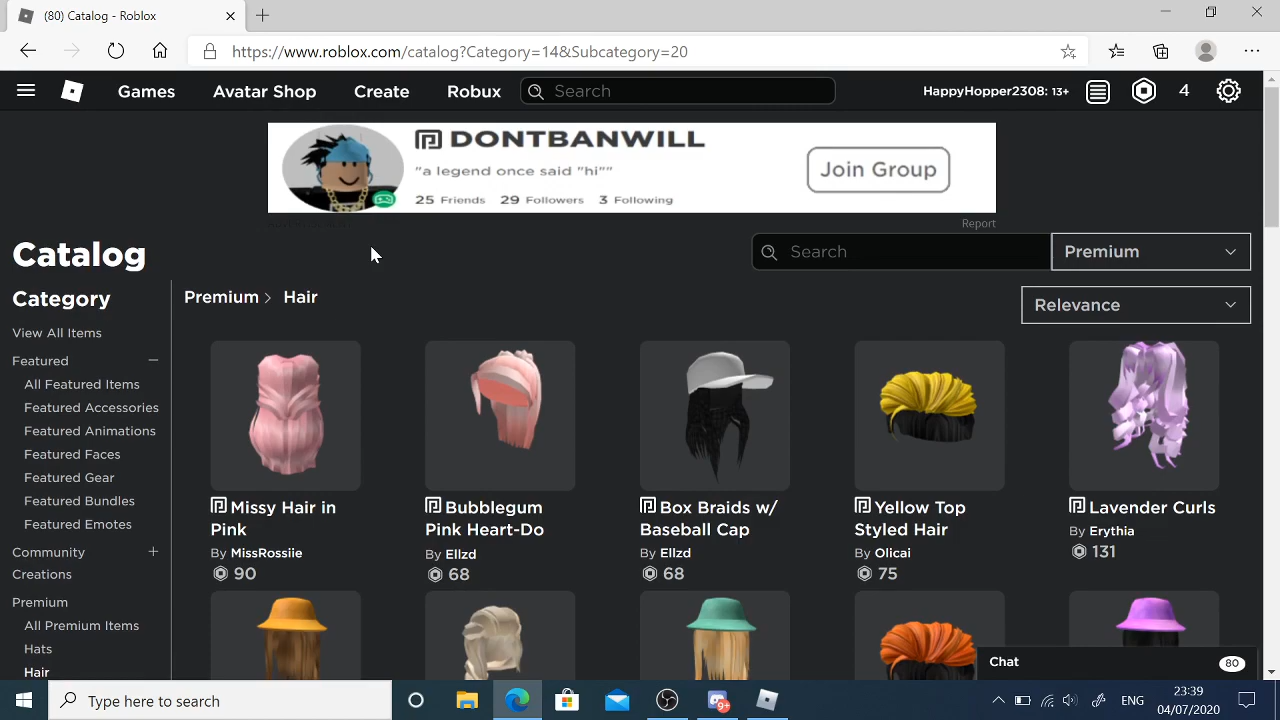 (80) Catalog - Roblox
https://www.roblox.com/catalog?Category=14&Subcategory=20
Games Avatar Shop Create Robux Search HappyHopper2308: 13+ 4
DONTBANWILL
"a legend once said "hi""
25 Friends 29 Followers 3 Following
Join Group
Report
Catalog
Search
Premium
Category
Premium > Hair
Relevance
View All Items
Featured
All Featured Items
Featured Accessories
Featured Animations
Featured Faces
Featured Gear
Featured Bundles
Featured Emotes
Community
Creations
Premium
All Premium Items
Hats
Hair
Missy Hair in
Pink
By MissRossiie
90
Bubblegum
Pink Heart-Do
By Ellzd
68
Box Braids w/
Baseball Cap
By Ellzd
68
Yellow Top
Styled Hair
By Olicai
75
Lavender Curls
By Erythia
131
Chat 80
Type here to search
9+
ENG
23:39
04/07/2020